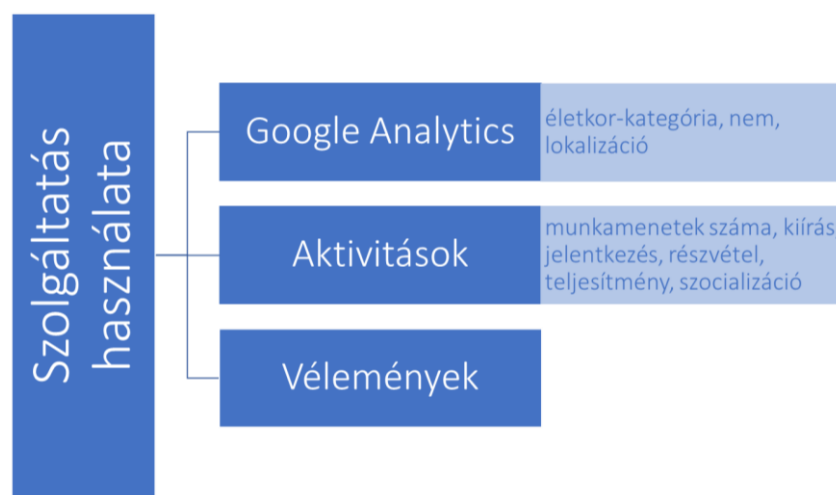 Szolgáltatás
használata
Google Analytics
életkor-kategória, nem,
lokalizáció
Aktivitások
munkamenetek száma, kiírás
jelentkezés, részvétel,
teljesítmény, szocializáció
Vélemények